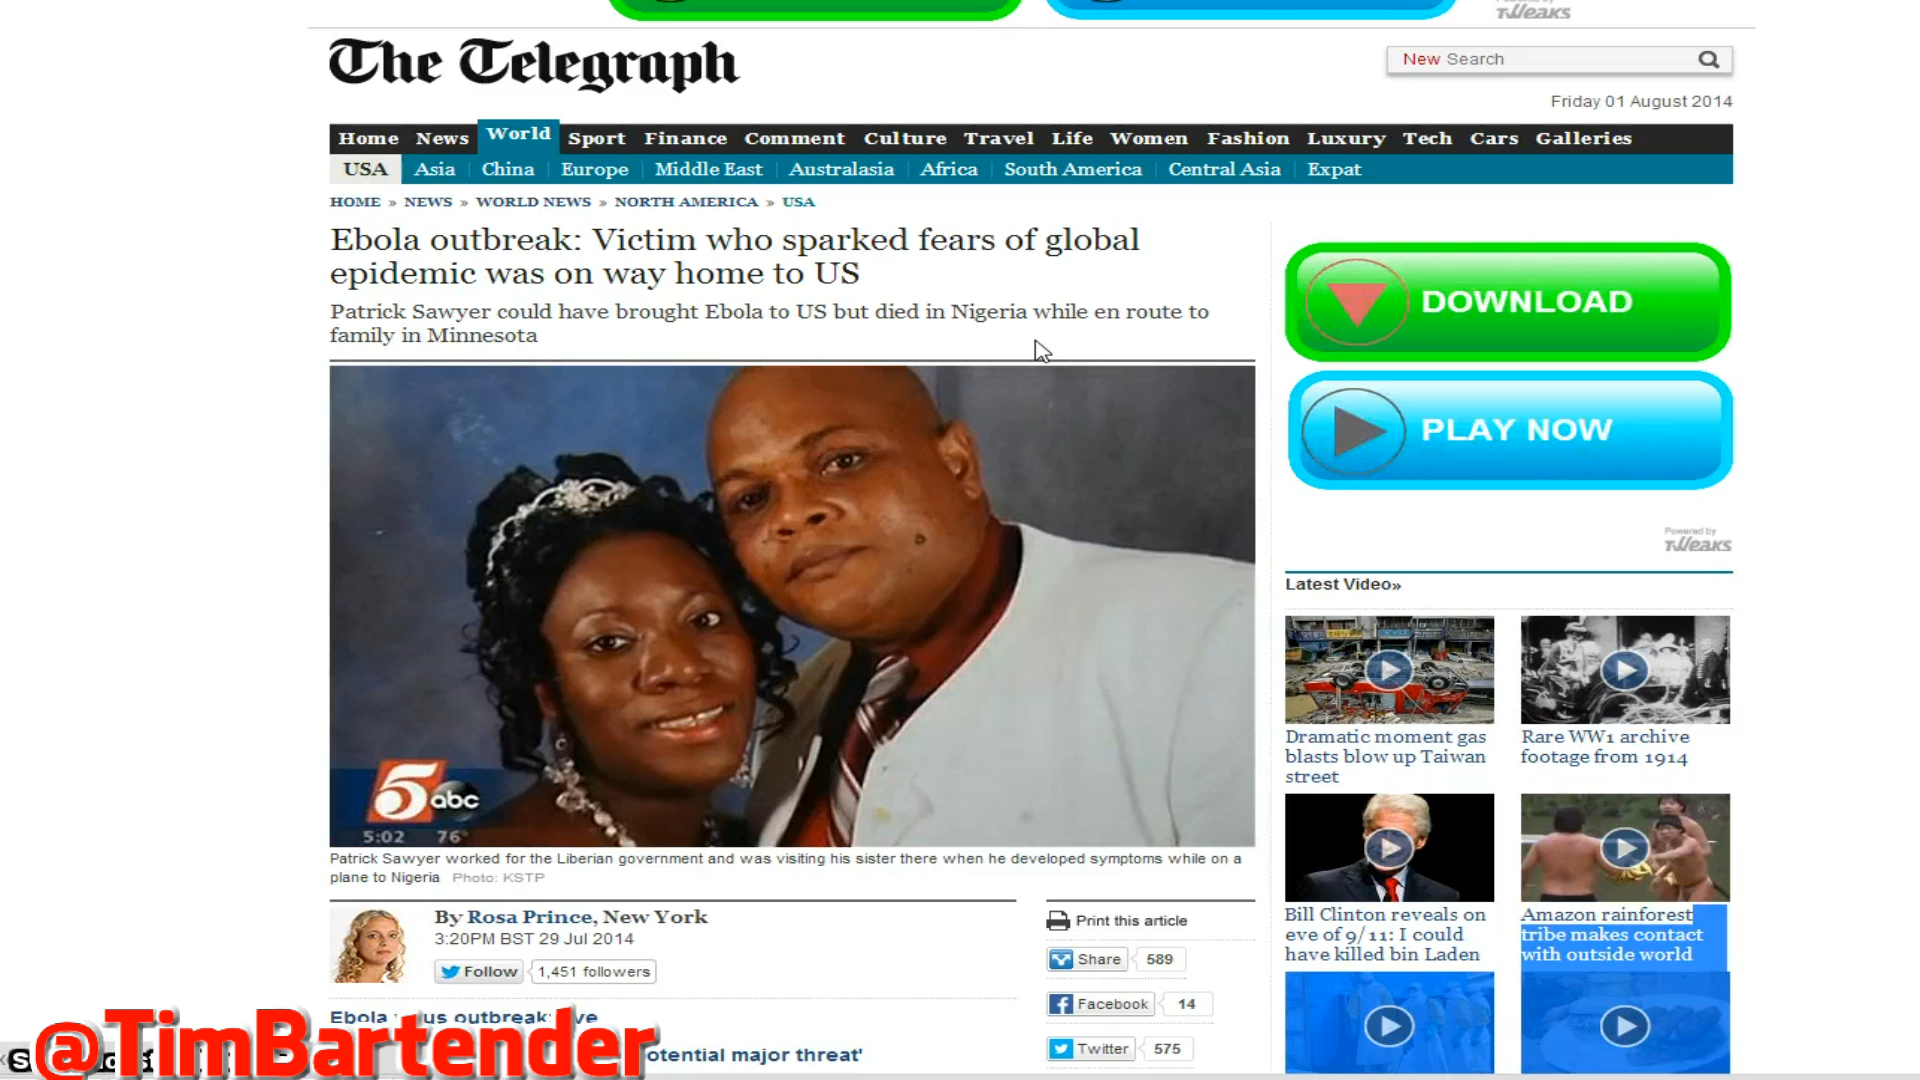 Powered by
TWeaks
The Telegraph
New Search
Friday 01 August 2014
Home News World Sport Finance Comment Culture Travel Life Women Fashion Luxury Tech Cars Galleries
USA Asia China Europe Middle East Australasia Africa South America Central Asia Expat
HOME » NEWS » WORLD NEWS » NORTH AMERICA » USA
Ebola outbreak: Victim who sparked fears of global
epidemic was on way home to US
Patrick Sawyer could have brought Ebola to US but died in Nigeria while en route to
family in Minnesota
5 abc
5:02 76°
Patrick Sawyer worked for the Liberian government and was visiting his sister there when he developed symptoms while on a
plane to Nigeria Photo: KSTP
By Rosa Prince, New York
3:20PM BST 29 Jul 2014
Follow 1,451 followers
Ebola outbreak:
otential major threat'
@TimBartender
Print this article
Share 589
Facebook 14
Twitter 575
DOWNLOAD
PLAY NOW
Powered by
TWeaks
Latest Video»
Dramatic moment gas
blasts blow up Taiwan
street
Rare WW1 archive
footage from 1914
Bill Clinton reveals on
eve of 9/11: I could
have killed bin Laden
Amazon rainforest
tribe makes contact
with outside world